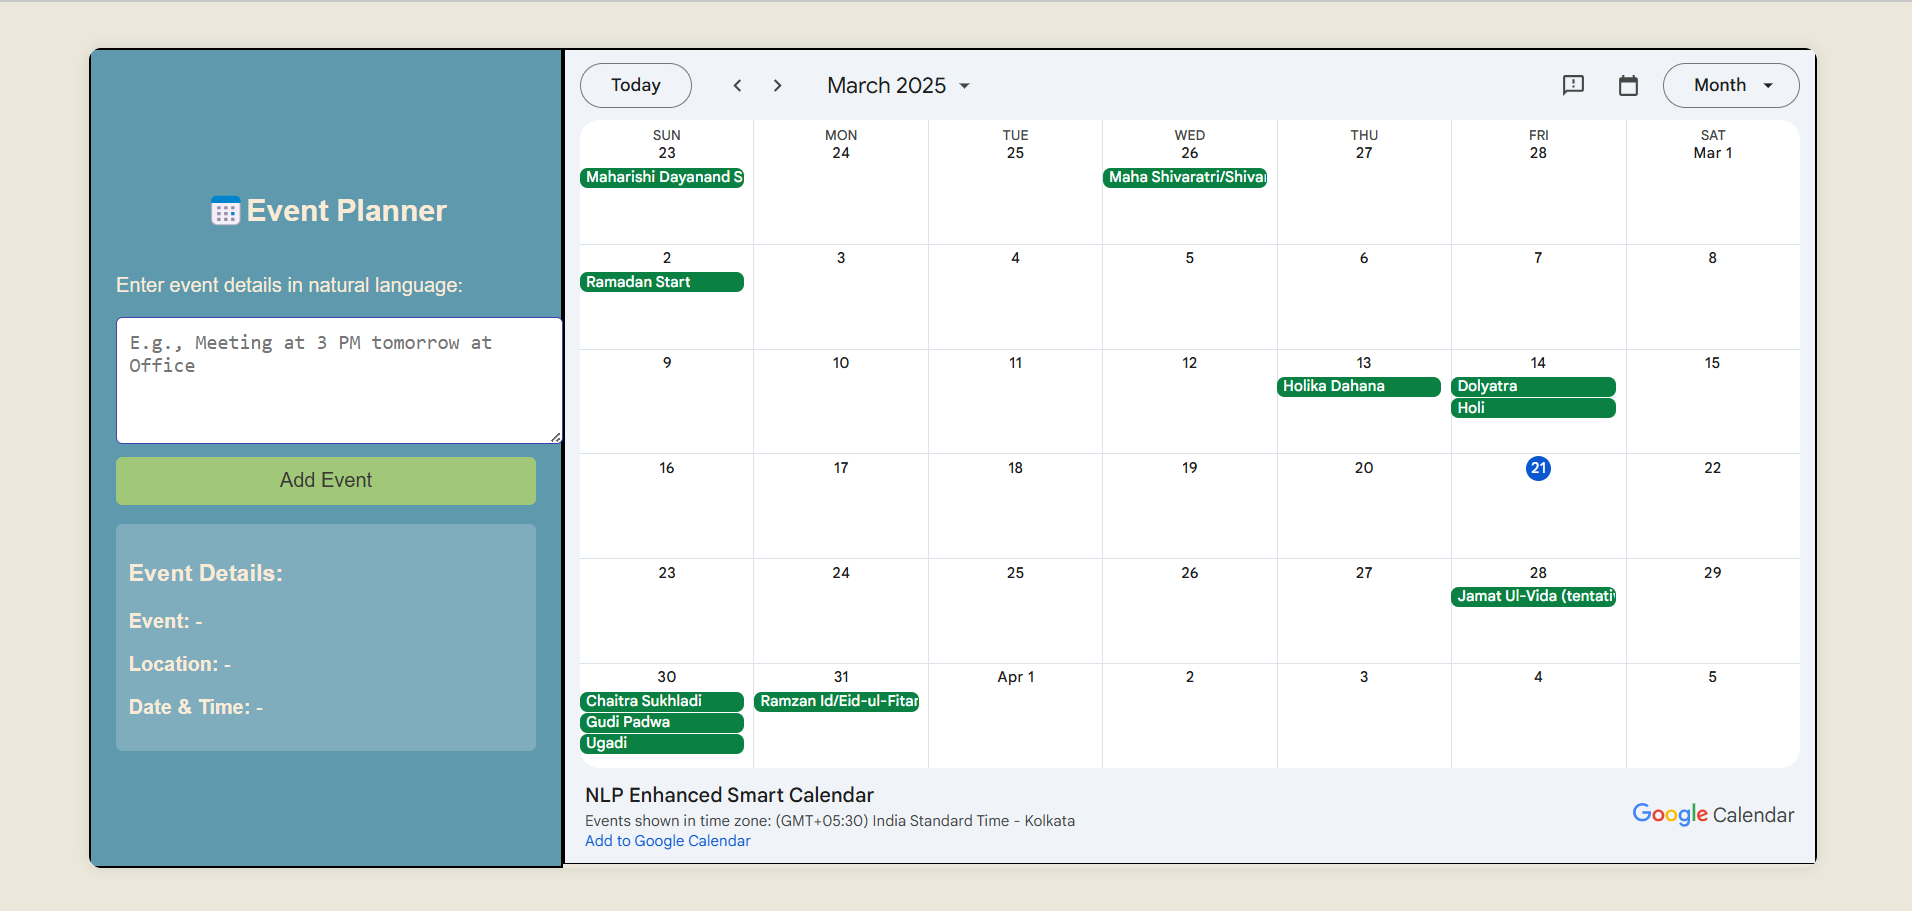 Event Planner
Enter event details in natural language:
E.g., Meeting at 3 PM tomorrow at
Office
Add Event
Event Details:
Event: -
Location: -
Date & Time: -
Today
March 2025
Month
SUN MON TUE WED THU FRI SAT
23 24 25 26 27 28 Mar 1
Maharishi Dayanand S Maha Shivaratri/Shivar
2 3 4 5 6 7 8
Ramadan Start
9 10 11 12 13 14 15
Holika Dahana Dolyatra
Holi
16 17 18 19 20 21 22
23 24 25 26 27 28 29
Jamat Ul-Vida (tentativ
30 31 Apr 1 2 3 4 5
Chaitra Sukhladi Ramzan Id/Eid-ul-Fitar
Gudi Padwa
Ugadi
NLP Enhanced Smart Calendar
Events shown in time zone: (GMT+05:30) India Standard Time - Kolkata
Add to Google Calendar
Google Calendar